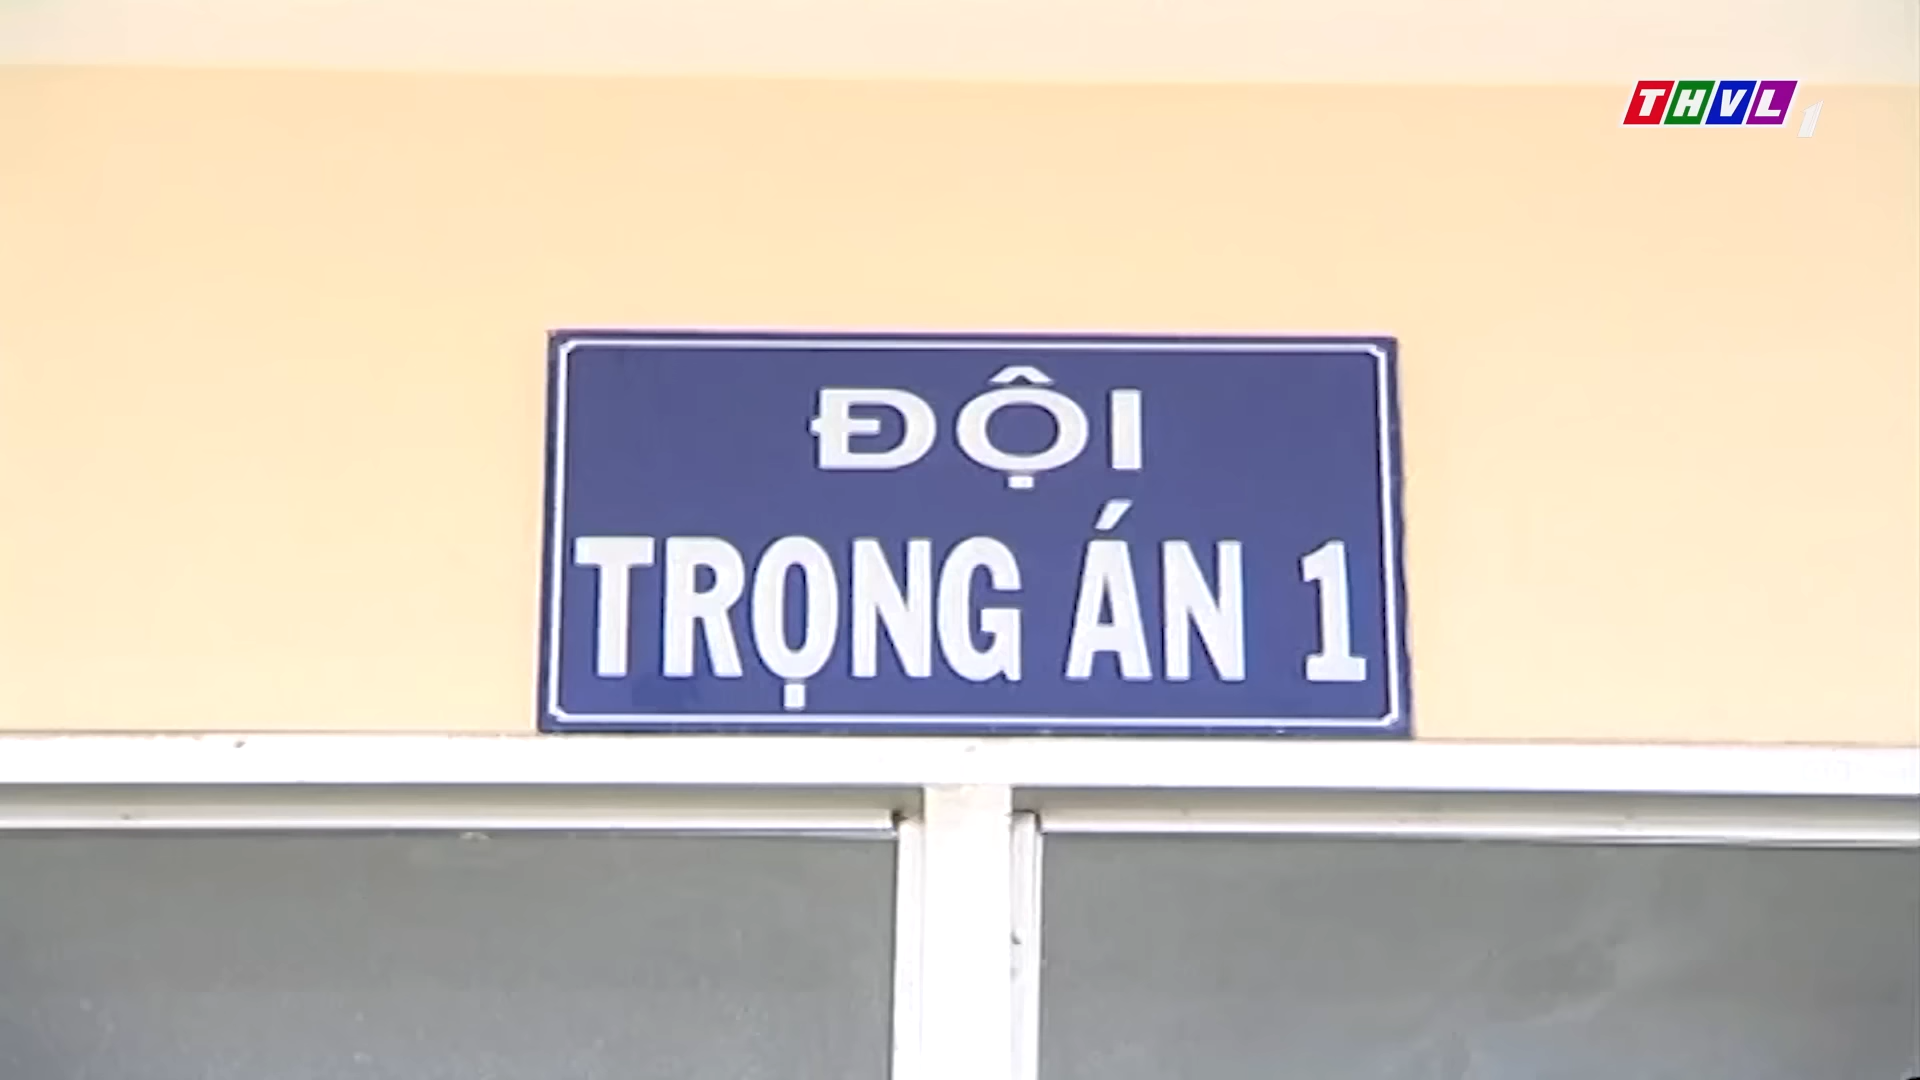 THVL 1
ĐỘI
TRỌNG ÁN 1